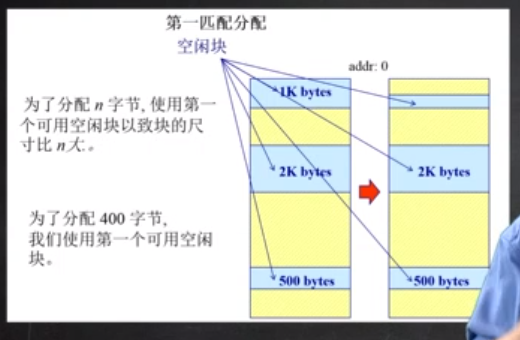 第一匹配分配
空闲块
addr: 0
1K bytes
为了分配 n 字节, 使用第一
个可用空闲块以致块的尺
寸比 n大.。
2K bytes
2K bytes
为了分配 400 字节,
我们使用第一个可用空闲
块。
500 bytes
500 bytes